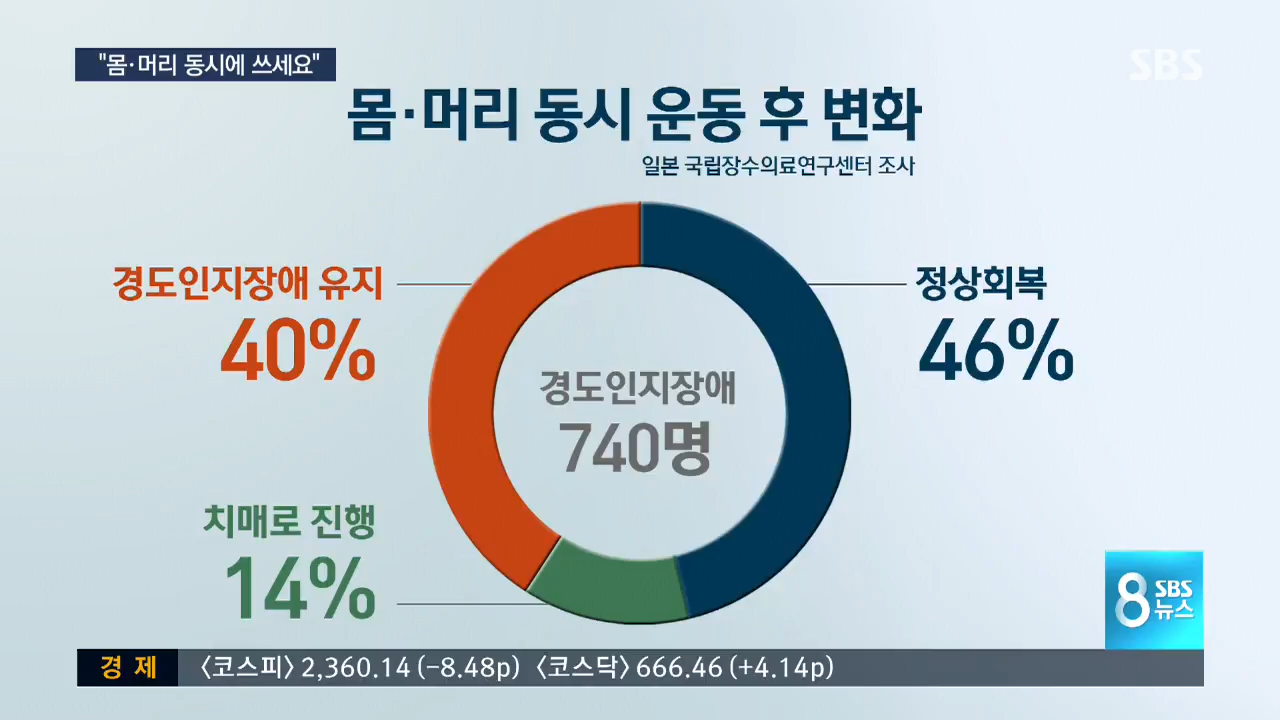 "몸·머리 동시에 쓰세요"
SBS
몸·머리 동시 운동 후 변화
일본 국립장수의료연구센터 조사
경도인지장애 유지
40%
정상회복
46%
경도인지장애
740명
치매로 진행
14%
8 SBS
뉴스
경제 〈코스피〉 2,360.14 (-8.48p) 〈코스닥〉 666.46 (+4.14p)